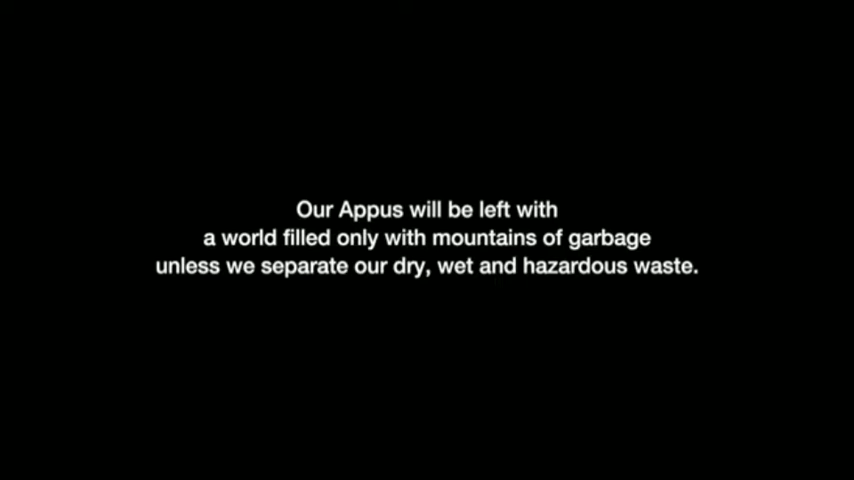 Our Appus will be left with
a world filled only with mountains of garbage
unless we separate our dry, wet and hazardous waste.